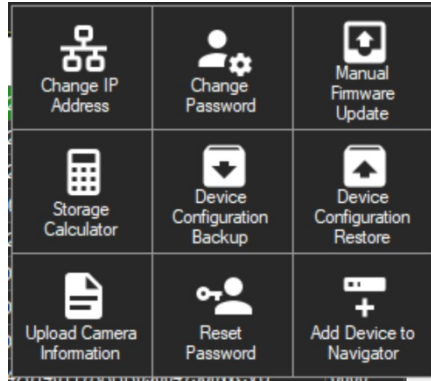 Change IP
Address
Change
Password
Manual
Firmware
Update
Storage
Calculator
Device
Configuration
Backup
Device
Configuration
Restore
Upload Camera
Information
Reset
Password
Add Device to
Navigator